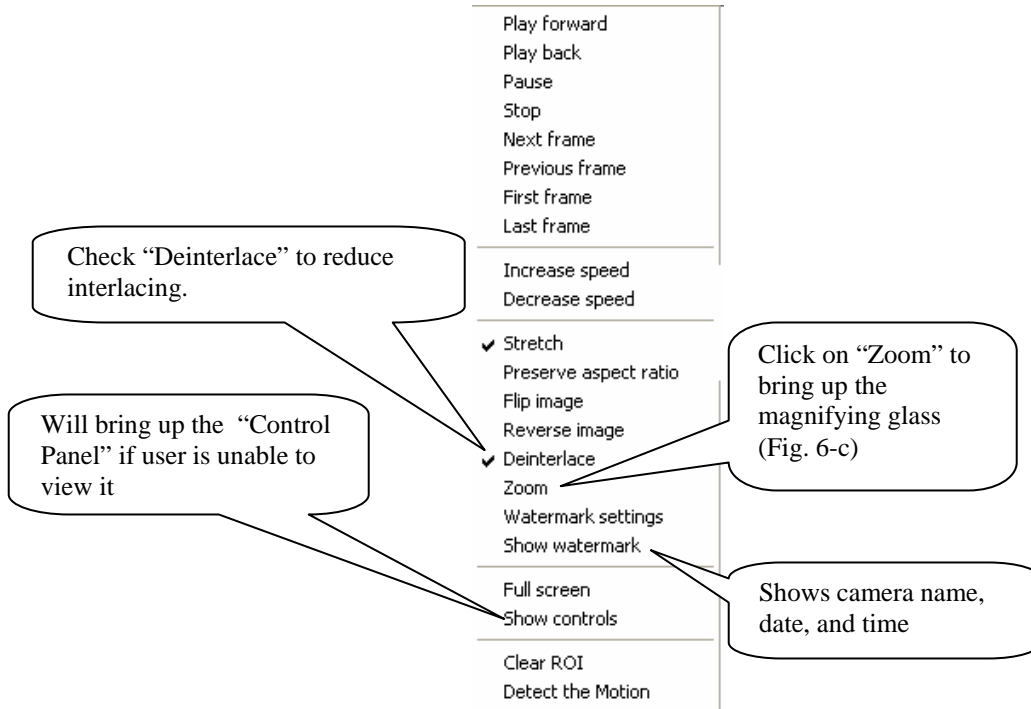 Play forward
Play back
Pause
Stop
Next frame
Previous frame
First frame
Last frame
Increase speed
Decrease speed
Stretch
Preserve aspect ratio
Flip image
Reverse image
Deinterlace
Zoom
Watermark settings
Show watermark
Full screen
Show controls
Clear ROI
Detect the Motion
Check “Deinterlace” to reduce
interlacing.
Will bring up the “Control
Panel” if user is unable to
view it
Click on “Zoom” to
bring up the
magnifying glass
(Fig. 6-c)
Shows camera name,
date, and time